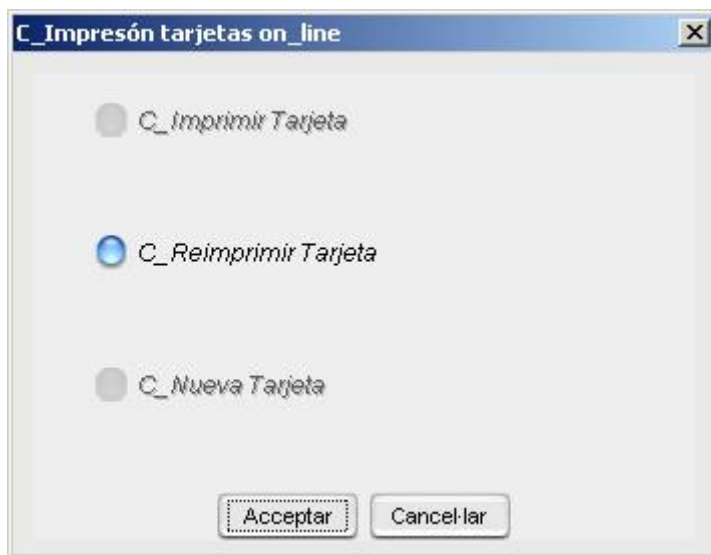 C_Impresón tarjetas on_line
C_Imprimir Tarjeta
C_Reimprimir Tarjeta
C_Nueva Tarjeta
Acceptar Cancel·lar